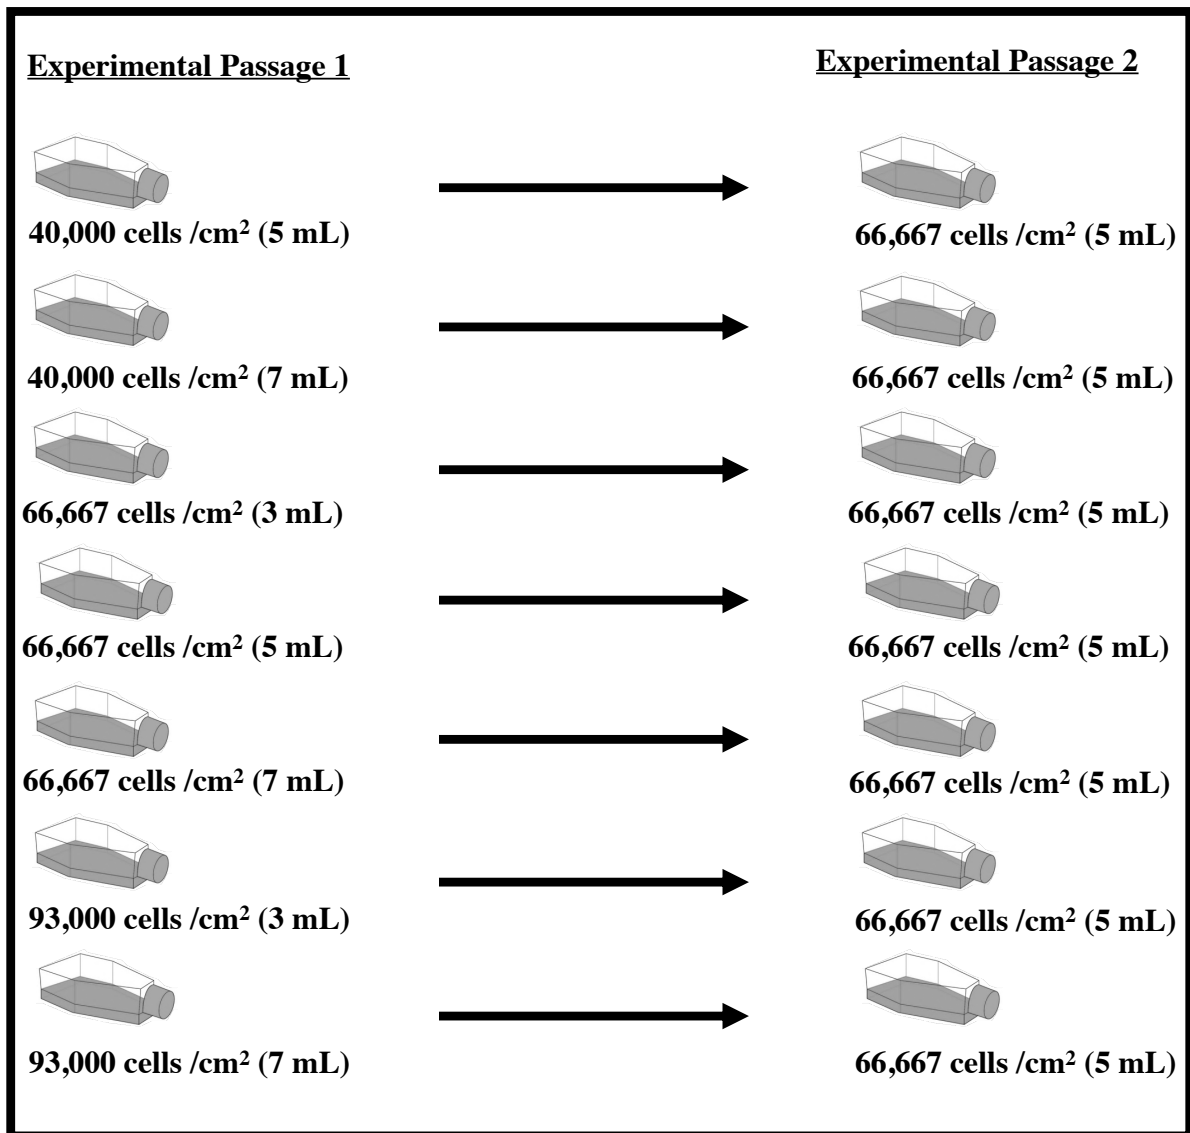 Experimental Passage 1
Experimental Passage 2
40,000 cells /cm² (5 mL)
66,667 cells /cm² (5 mL)
40,000 cells /cm² (7 mL)
66,667 cells /cm² (5 mL)
66,667 cells /cm² (3 mL)
66,667 cells /cm² (5 mL)
66,667 cells /cm² (5 mL)
66,667 cells /cm² (5 mL)
66,667 cells /cm² (7 mL)
66,667 cells /cm² (5 mL)
93,000 cells /cm² (3 mL)
66,667 cells /cm² (5 mL)
93,000 cells /cm² (7 mL)
66,667 cells /cm² (5 mL)